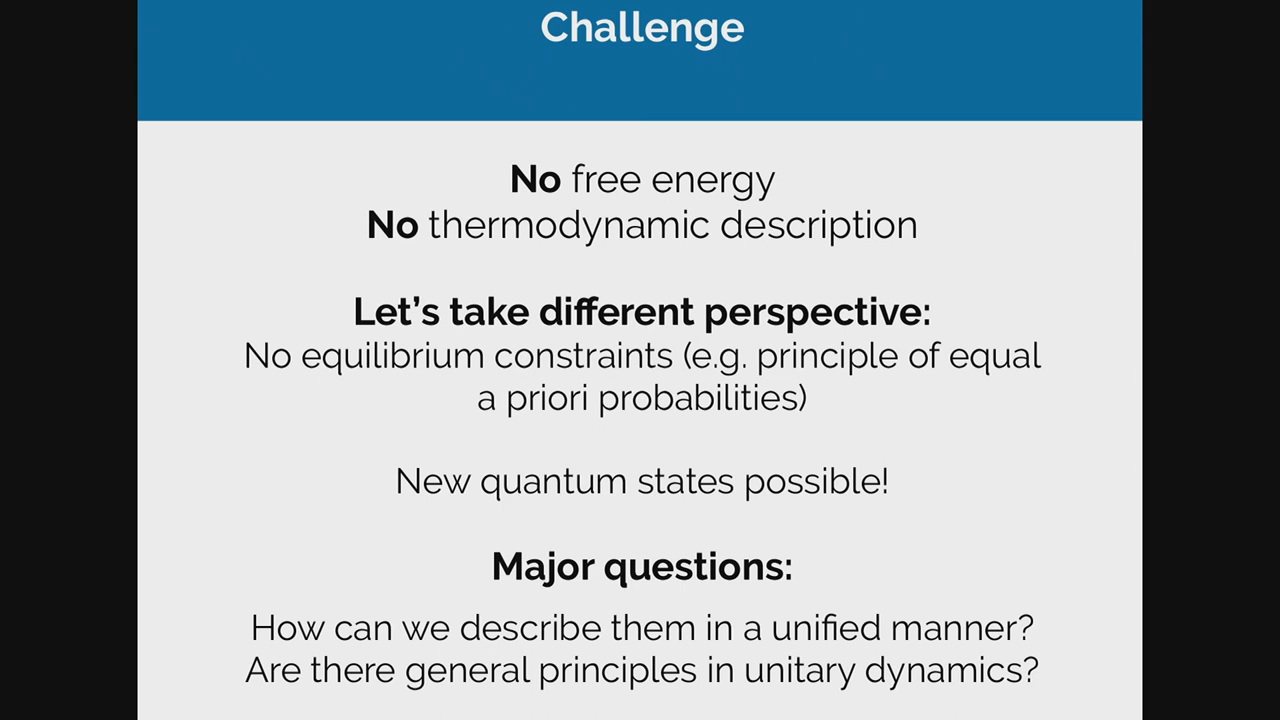 Challenge
No free energy
No thermodynamic description
Let's take different perspective:
No equilibrium constraints (e.g. principle of equal
a priori probabilities)
New quantum states possible!
Major questions:
How can we describe them in a unified manner?
Are there general principles in unitary dynamics?